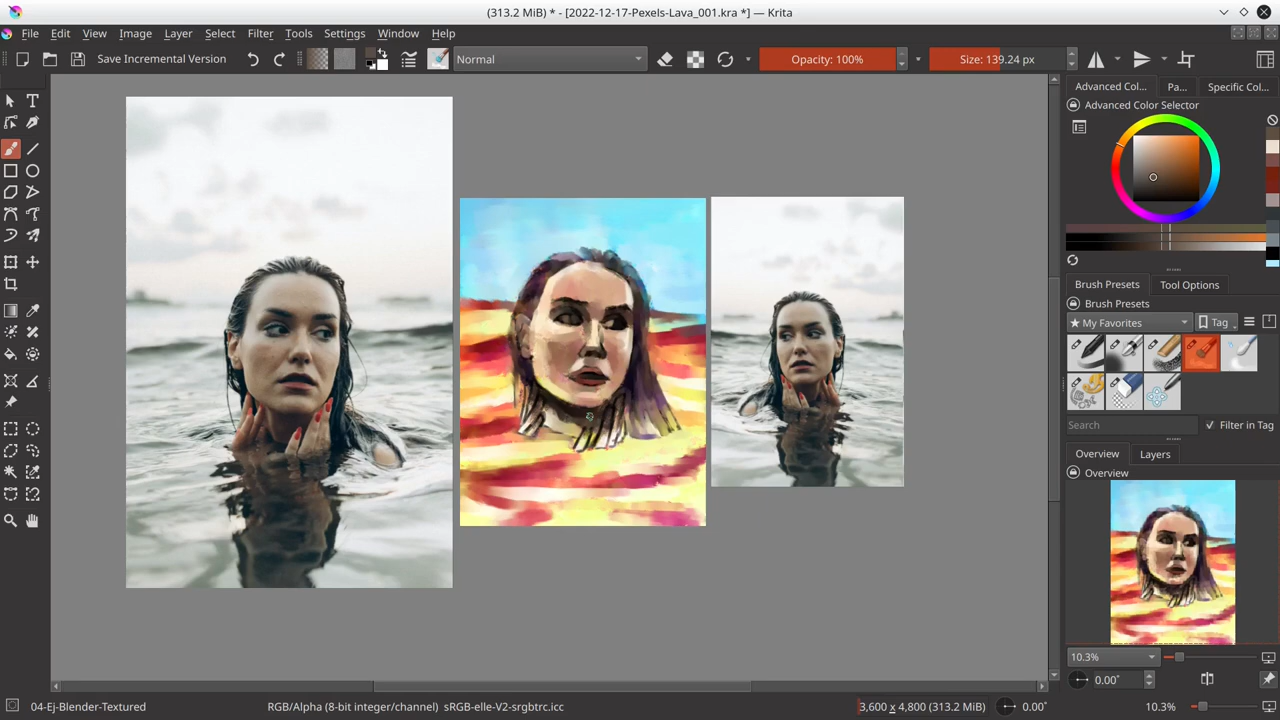 (313.2 MiB) * - [2022-12-17-Pexels-Lava_001.kra *] — Krita
File Edit View Image Layer Select Filter Tools Settings Window Help
Save Incremental Version Normal Opacity: 100% Size: 139.24 px
Advanced Col... Pa... Specific Col...
Advanced Color Selector
Brush Presets Tool Options
Brush Presets
★ My Favorites Tag
Search Filter in Tag
Overview Layers
Overview
10.3%
0.00°
04-Ej-Blender-Textured RGB/Alpha (8-bit integer/channel) sRGB-elle-V2-srgbtrc.icc 3,600 x 4,800 (313.2 MiB) 0.00° 10.3%